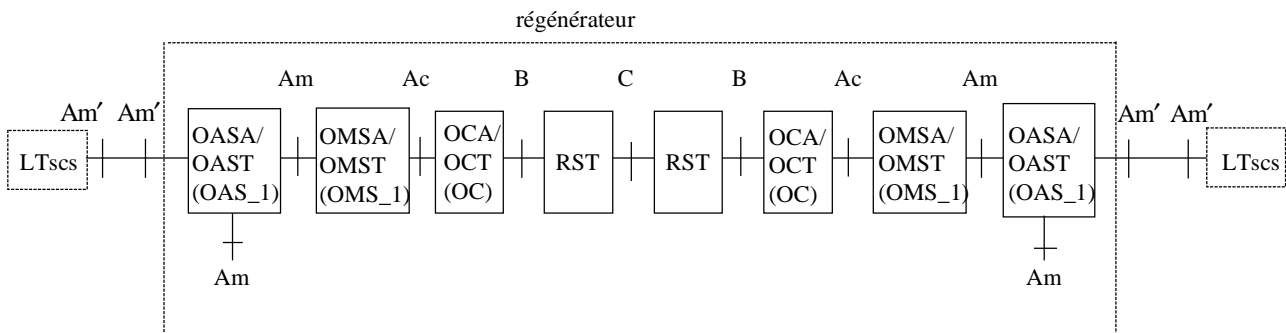 régénérateur
Am Ac B C B Ac Am
Am′ Am′ Am′ Am′
LTscs
OASA/
OAST
(OAS_1)
OMSA/
OMST
(OMS_1)
OCA/
OCT
(OC)
RST
RST
OCA/
OCT
(OC)
OMSA/
OMST
(OMS_1)
OASA/
OAST
(OAS_1)
LTscs
Am Am